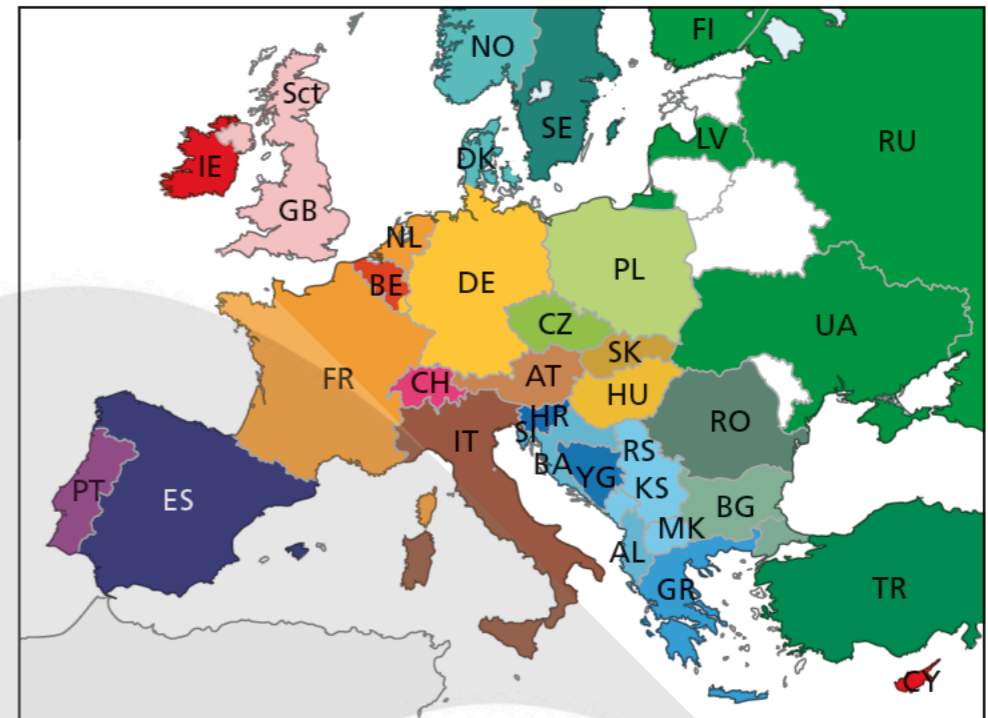 NO
FI
Sct
SE
LV
RU
DK
IE
GB
NL
DE
PL
BE
CZ
UA
SK
FR
CH
AT
HU
HR
RO
SI
IT
RS
BA
YG
KS
PT
ES
BG
MK
AL
GR
TR
CY